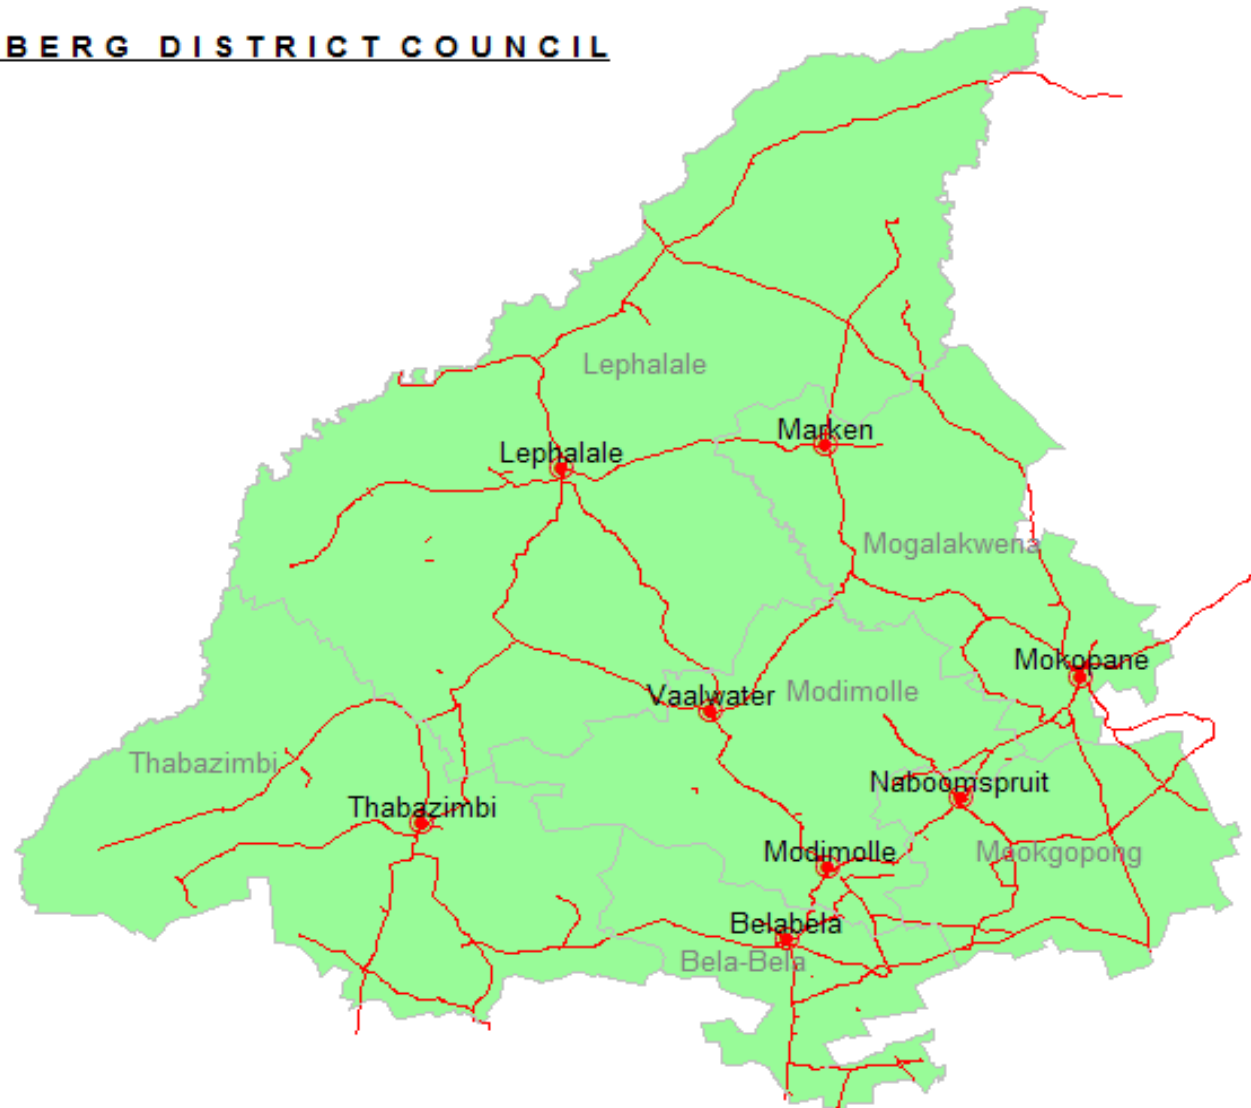 BERG DISTRICT COUNCIL
Lephalale
Marken
Lephalale
Mogalakwena
Mokopane
Modimolle
Vaalwater
Thabazimbi
Naboomspruit
Thabazimbi
Modimolle
Mookgopong
Belabela
Bela-Bela